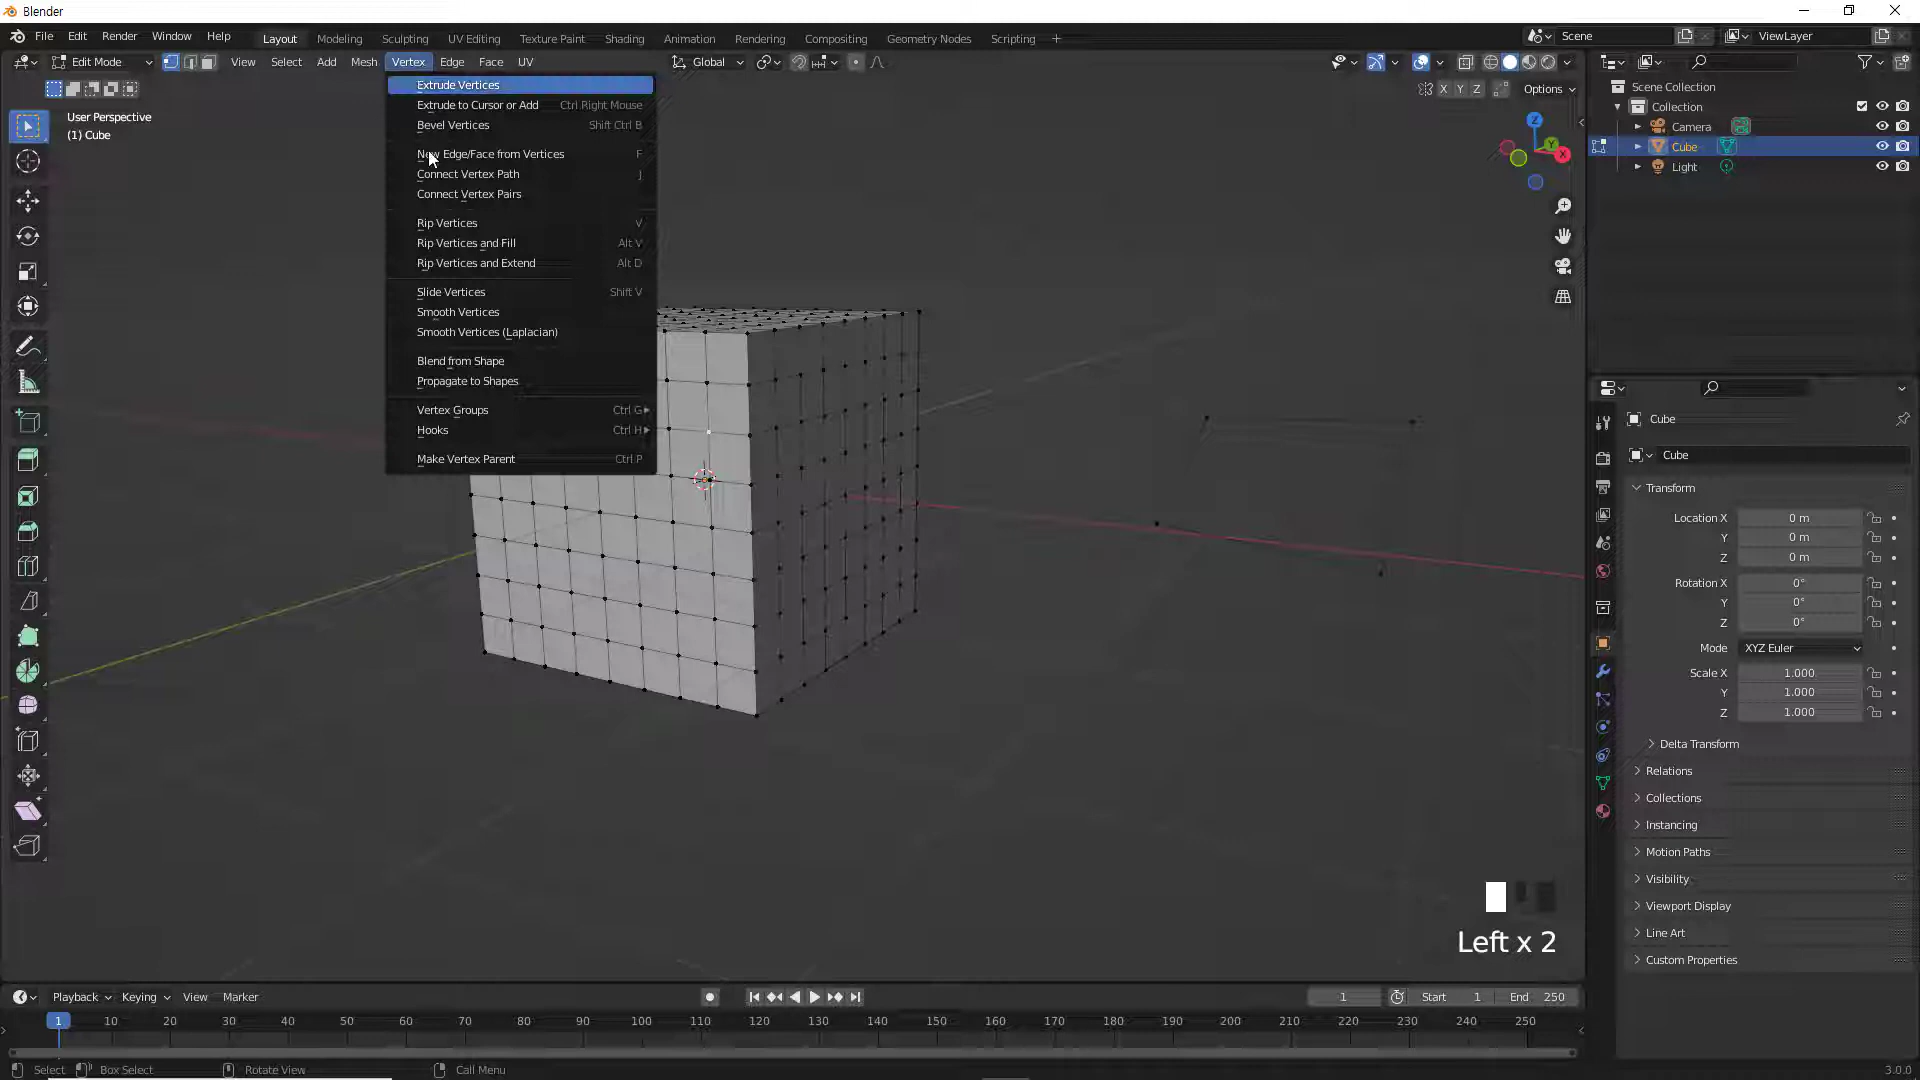 Blender
File Edit Render Window Help Layout Modeling Sculpting UV Editing Texture Paint Shading Animation Rendering Compositing Geometry Nodes Scripting + Scene ViewLayer
Edit Mode View Select Add Mesh Vertex Edge Face UV Global
X Y Z Options
User Perspective
(1) Cube
Extrude Vertices
Extrude to Cursor or Add Ctrl Right Mouse
Bevel Vertices Shift Ctrl B
New Edge/Face from Vertices F
Connect Vertex Path J
Connect Vertex Pairs
Rip Vertices V
Rip Vertices and Fill Alt V
Rip Vertices and Extend Alt D
Slide Vertices Shift V
Smooth Vertices
Smooth Vertices (Laplacian)
Blend from Shape
Propagate to Shapes
Vertex Groups Ctrl G
Hooks Ctrl H
Make Vertex Parent Ctrl P
Z
Y
X
Scene Collection
Collection
Camera
Cube
Light
Cube
Cube
Transform
Location X 0 m
Y 0 m
Z 0 m
Rotation X 0°
Y 0°
Z 0°
Mode XYZ Euler
Scale X 1.000
Y 1.000
Z 1.000
Delta Transform
Relations
Collections
Instancing
Motion Paths
Visibility
Viewport Display
Line Art
Custom Properties
Left x 2
Playback Keying View Marker 1 Start 1 End 250
1 10 20 30 40 50 60 70 80 90 100 110 120 130 140 150 160 170 180 190 200 210 220 230 240 250
Select Box Select Rotate View Call Menu 3.0.0